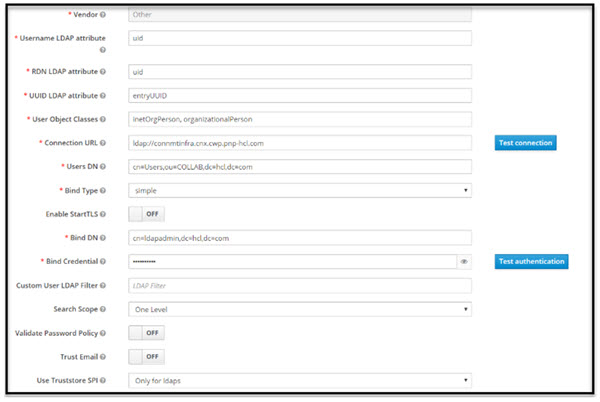 * Vendor
Other
* Username LDAP attribute
uid
* RDN LDAP attribute
uid
* UUID LDAP attribute
entryUUID
* User Object Classes
inetOrgPerson, organizationalPerson
* Connection URL
ldap://connmtinfra.cnx.cwp.pnp-hcl.com
Test connection
* Users DN
cn=Users,ou=COLLAB,dc=hcl,dc=com
* Bind Type
simple
Enable StartTLS
OFF
* Bind DN
cn=ldapadmin,dc=hcl,dc=com
* Bind Credential
••••••••••
Test authentication
Custom User LDAP Filter
LDAP Filter
Search Scope
One Level
Validate Password Policy
OFF
Trust Email
OFF
Use Truststore SPI
Only for ldaps